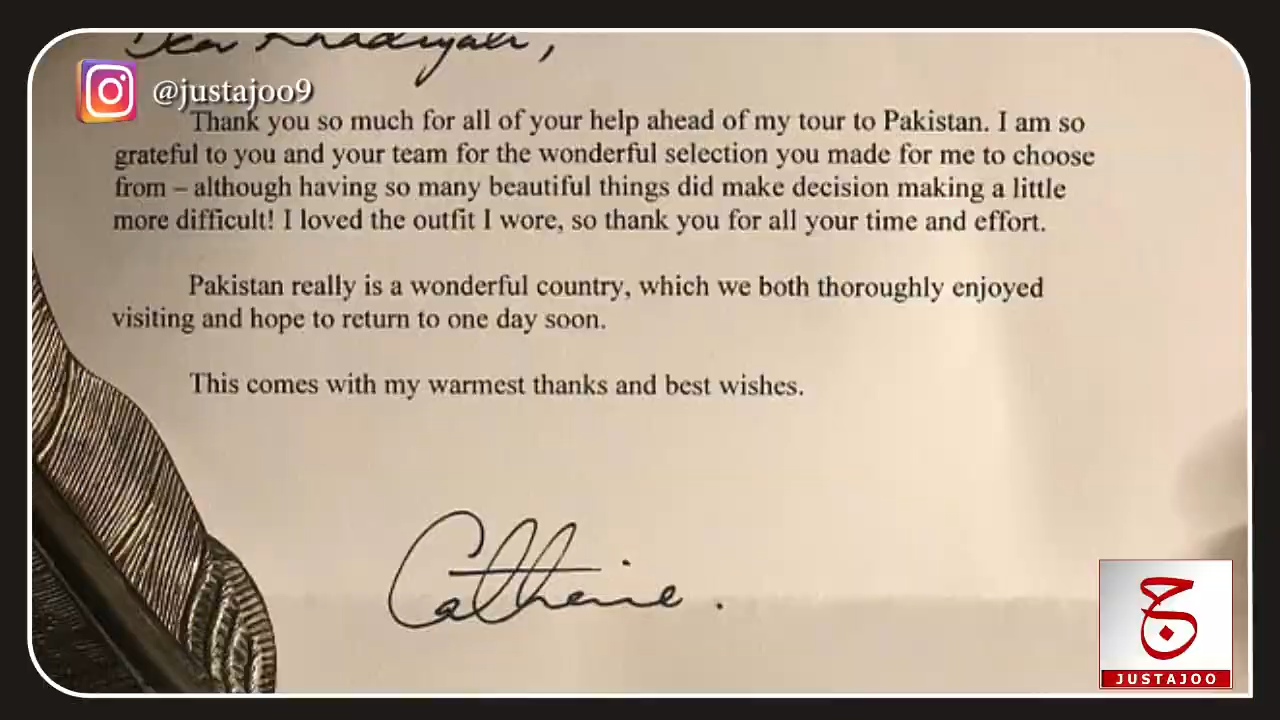 Dear Khadijah,
@justajoo9
Thank you so much for all of your help ahead of my tour to Pakistan. I am so
grateful to you and your team for the wonderful selection you made for me to choose
from – although having so many beautiful things did make decision making a little
more difficult! I loved the outfit I wore, so thank you for all your time and effort.
Pakistan really is a wonderful country, which we both thoroughly enjoyed
visiting and hope to return to one day soon.
This comes with my warmest thanks and best wishes.
Catherine.
ج
JUSTAJOO